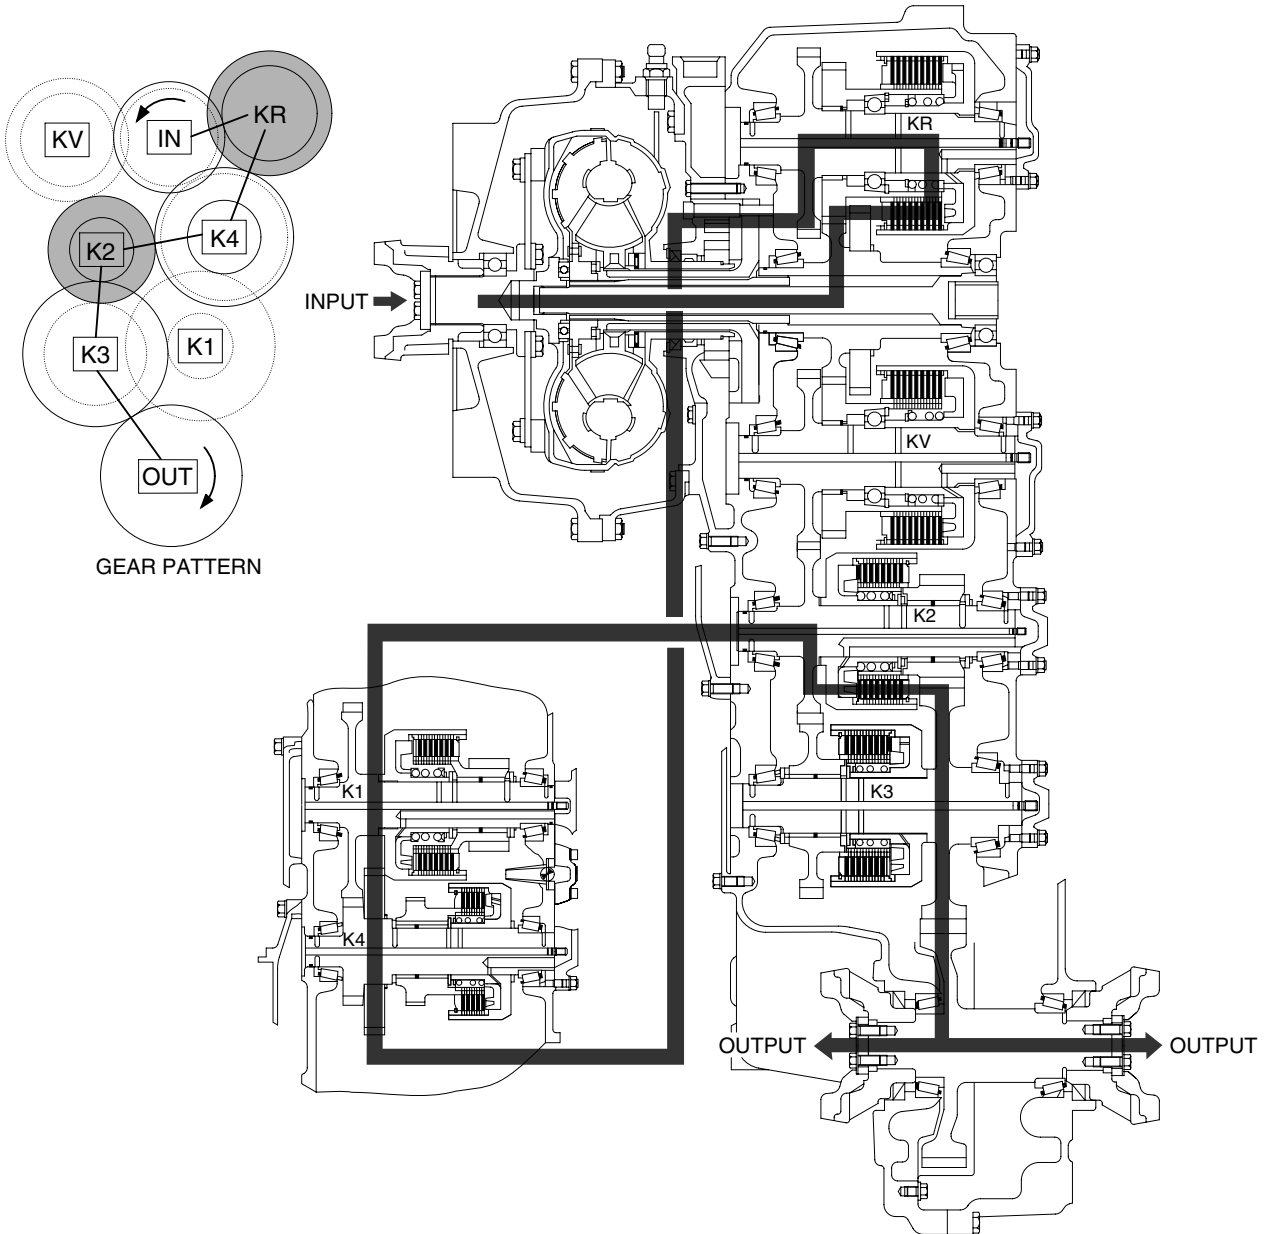 KV
IN
KR
K2
K4
K3
K1
OUT
GEAR PATTERN
INPUT
KR
KV
K2
K3
K1
K4
OUTPUT
OUTPUT